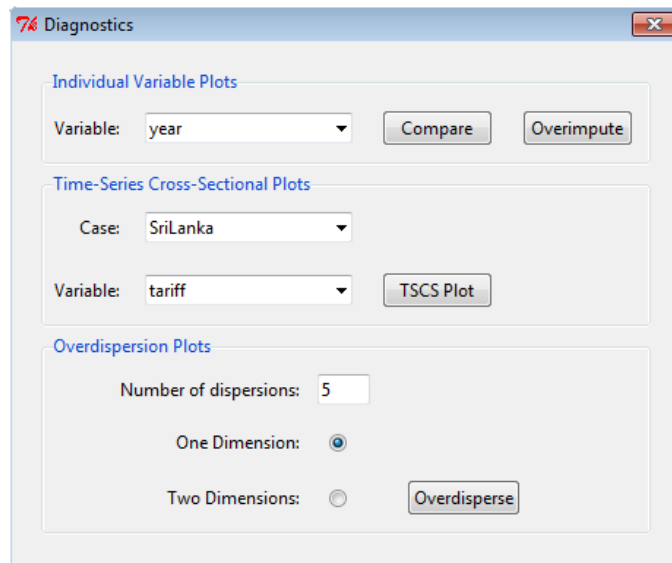 Diagnostics
Individual Variable Plots
Variable: year Compare Overimpute
Time-Series Cross-Sectional Plots
Case: SriLanka
Variable: tariff TSCS Plot
Overdispersion Plots
Number of dispersions: 5
One Dimension:
Two Dimensions: Overdisperse